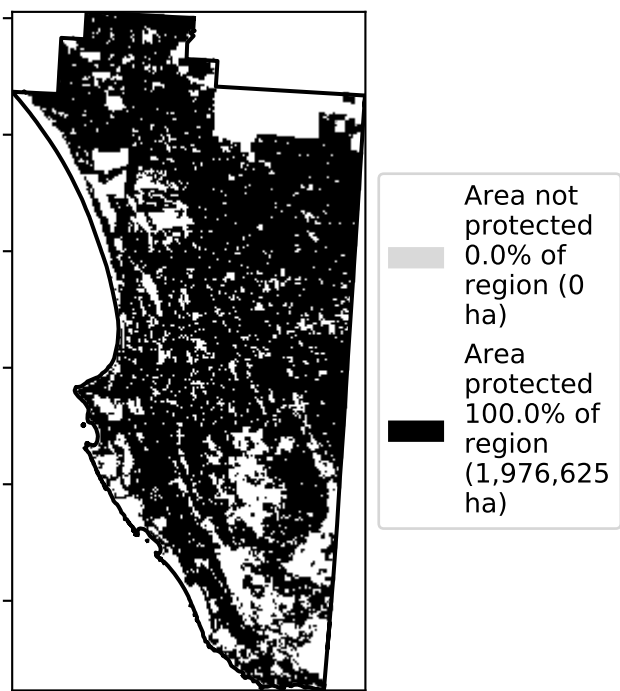 Area not
protected
0.0% of
region (0
ha)
Area
protected
100.0% of
region
(1,976,625
ha)